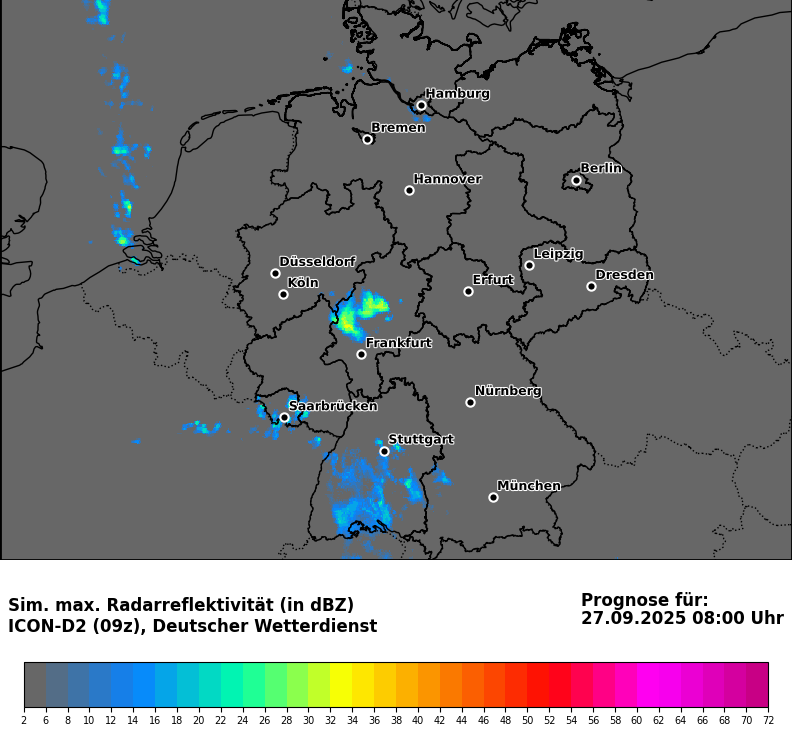 Hamburg
Bremen
Berlin
Hannover
Leipzig
Düsseldorf
Dresden
Köln
Erfurt
Frankfurt
Nürnberg
Saarbrücken
Stuttgart
München
Sim. max. Radarreflektivität (in dBZ)
ICON-D2 (09z), Deutscher Wetterdienst
Prognose für:
27.09.2025 08:00 Uhr
2 6 8 10 12 14 16 18 20 22 24 26 28 30 32 34 36 38 40 42 44 46 48 50 52 54 56 58 60 62 64 66 68 70 72